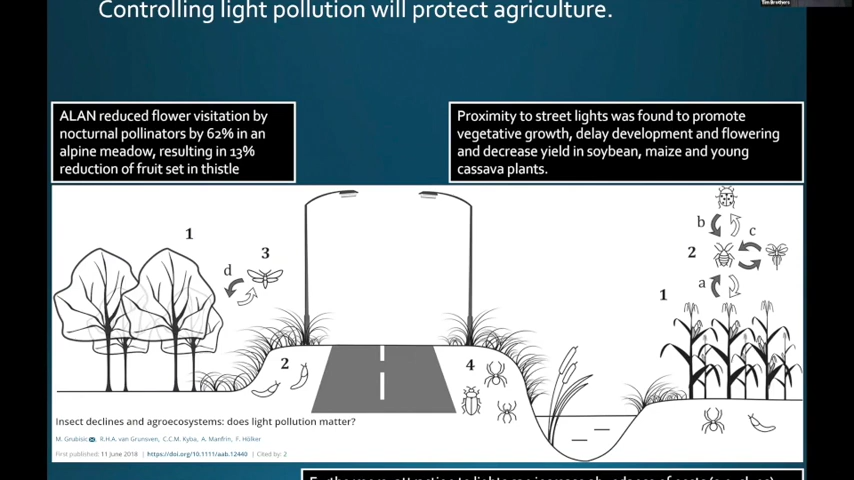 Controlling light pollution will protect agriculture.
Tim Brothers
ALAN reduced flower visitation by
nocturnal pollinators by 62% in an
alpine meadow, resulting in 13%
reduction of fruit set in thistle
Proximity to street lights was found to promote
vegetative growth, delay development and flowering
and decrease yield in soybean, maize and young
cassava plants.
1
3
d
2
4
b
c
2
a
1
Insect declines and agroecosystems: does light pollution matter?
M. Grubisic, R.H.A. van Grunsven, C.C.M. Kyba, A. Manfrin, F. Hölker
First published: 11 June 2018 | https://doi.org/10.1111/aab.12440 | Cited by: 2